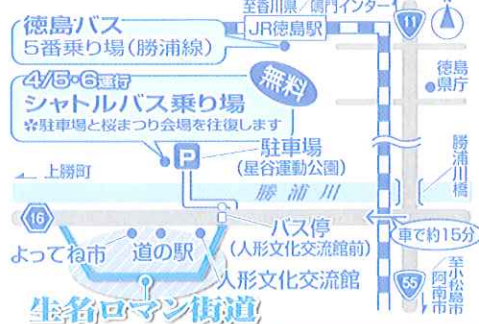 至香川県/鳴門インター
徳島バス
5番乗り場(勝浦線)
JR徳島駅
11
N
徳島
県庁
4/5・6運行
無料
シャトルバス乗り場
✽駐車場と桜まつり会場を往復します
P
駐車場
(星谷運動公園)
上勝町
勝浦川
勝浦川橋
16
バス停
(人形文化交流館前)
車で約15分
よってね市
道の駅
人形文化交流館
55
至小松島市
阿南市
生名ロマン街道